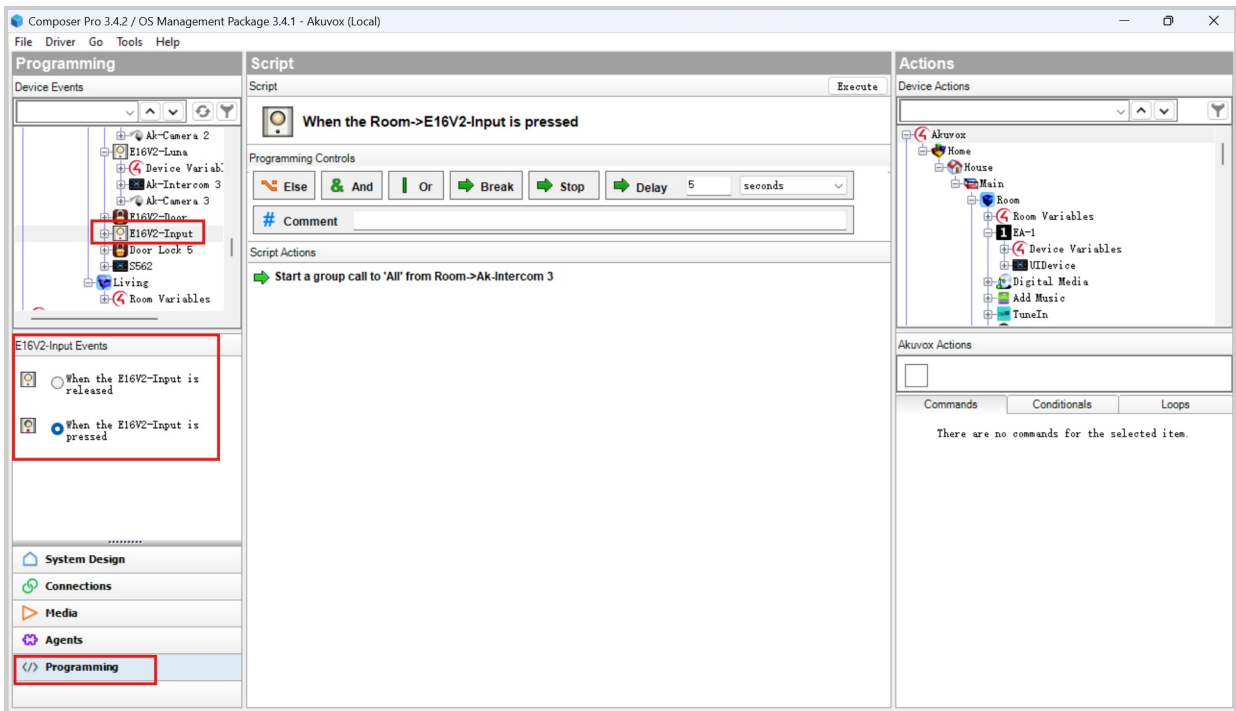 Composer Pro 3.4.2 / OS Management Package 3.4.1 - Akuvox (Local)
File Driver Go Tools Help
Programming
Device Events
Ak-Camera 2
E16V2-Luna
Device Variabl
Ak-Intercom 3
Ak-Camera 3
E16V2-Door
E16V2-Input
Door Lock 5
S562
Living
Room Variables
E16V2-Input Events
When the E16V2-Input is
released
When the E16V2-Input is
pressed
System Design
Connections
Media
Agents
Programming
Script
Script Execute
When the Room->E16V2-Input is pressed
Programming Controls
Else And Or Break Stop Delay 5 seconds
# Comment
Script Actions
Start a group call to 'All' from Room->Ak-Intercom 3
Actions
Device Actions
Akuvox
Home
House
Main
Room
Room Variables
1 EA-1
Device Variables
UIDevice
Digital Media
Add Music
TuneIn
Akuvox Actions
Commands Conditionals Loops
There are no commands for the selected item.